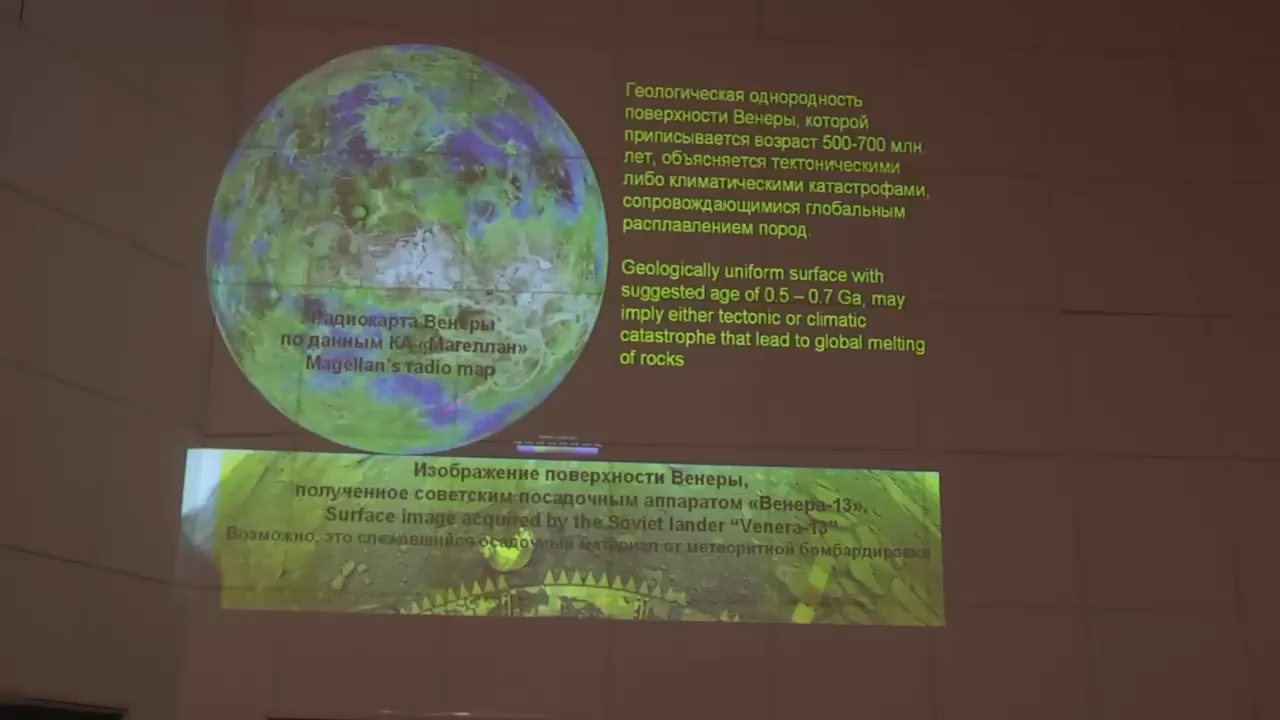 Геологическая однородность
поверхности Венеры, которой
приписывается возраст 500-700 млн.
лет, объясняется тектоническими
либо климатическими катастрофами,
сопровождающимися глобальным
расплавлением пород.
Geologically uniform surface with
suggested age of 0.5 – 0.7 Ga, may
imply either tectonic or climatic
catastrophe that lead to global melting
of rocks
Радиокарта Венеры
по данным КА «Магеллан»
Magellan's radio map
Изображение поверхности Венеры,
полученное советским посадочным аппаратом «Венера-13».
Surface image acquired by the Soviet lander “Venera-13”
Возможно, это слежавшийся осадочный материал от метеоритной бомбардировки